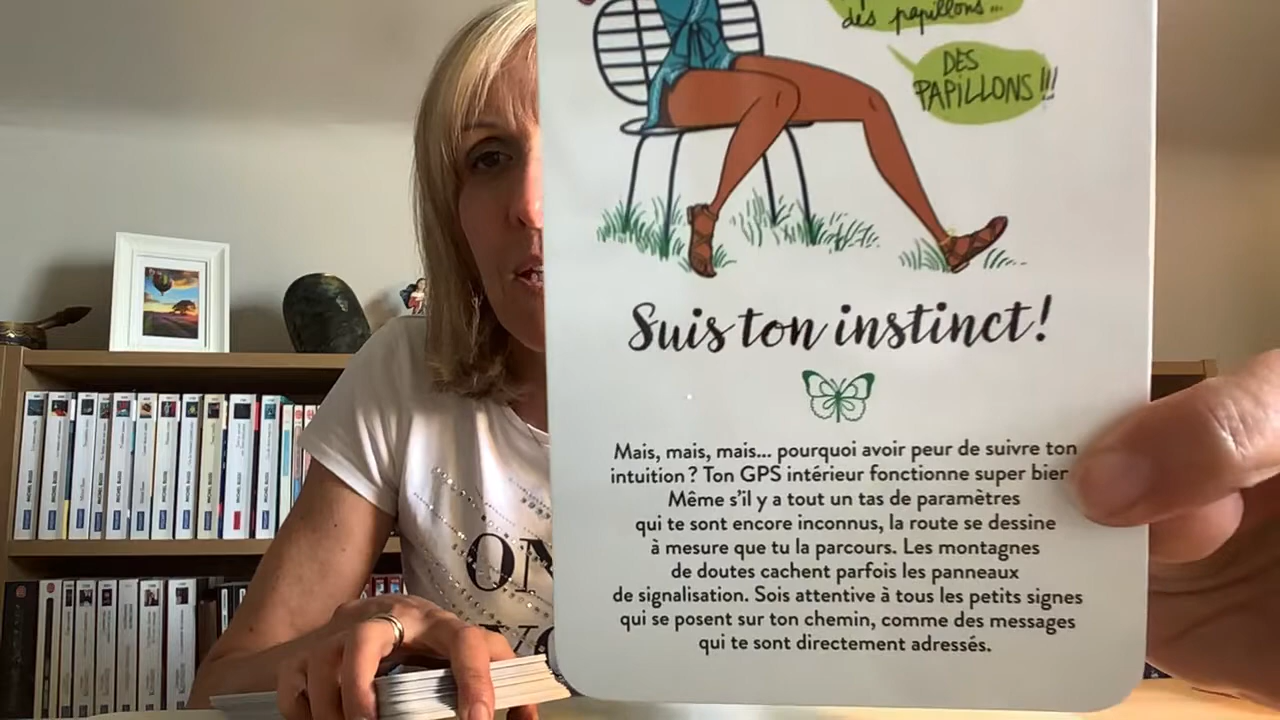 des papillons...
DES
PAPiLLONS !!!
Suis ton instinct !
Mais, mais, mais... pourquoi avoir peur de suivre ton
intuition ? Ton GPS intérieur fonctionne super bien
Même s'il y a tout un tas de paramètres
qui te sont encore inconnus, la route se dessine
à mesure que tu la parcours. Les montagnes
de doutes cachent parfois les panneaux
de signalisation. Sois attentive à tous les petits signes
qui se posent sur ton chemin, comme des messages
qui te sont directement adressés.